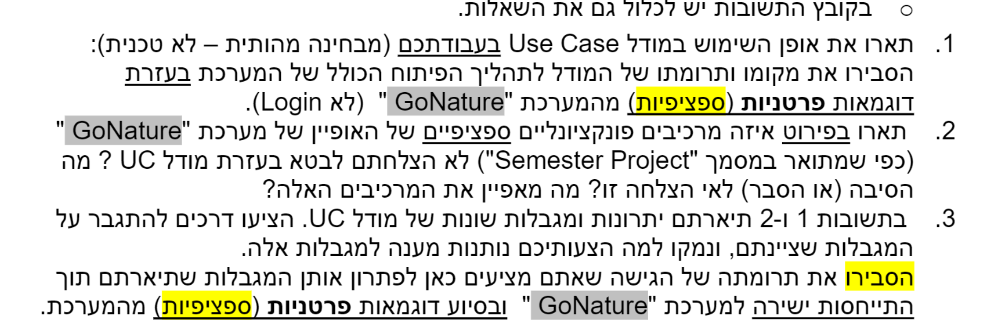 o בקובץ התשובות יש לכלול גם את השאלות.
1. תארו את אופן השימוש במודל Use Case בעבודתכם (מבחינה מהותית – לא טכנית):
הסבירו את מקומו ותרומתו של המודל לתהליך הפיתוח הכולל של המערכת בעזרת
דוגמאות פרטניות (ספציפיות) מהמערכת "GoNature " (לא Login).
2. תארו בפירוט איזה מרכיבים פונקציונליים ספציפיים של האופיין של מערכת "GoNature "
(כפי שמתואר במסמך "Semester Project") לא הצלחתם לבטא בעזרת מודל UC ? מה
הסיבה (או הסבר) לאי הצלחה זו? מה מאפיין את המרכיבים האלה?
3. בתשובות 1 ו-2 תיארתם יתרונות ומגבלות שונות של מודל UC. הציעו דרכים להתגבר על
המגבלות שציינתם, ונמקו למה הצעותיכם נותנות מענה למגבלות אלה.
הסבירו את תרומתה של הגישה שאתם מציעים כאן לפתרון אותן המגבלות שתיארתם תוך
התייחסות ישירה למערכת "GoNature " ובסיוע דוגמאות פרטניות (ספציפיות) מהמערכת.